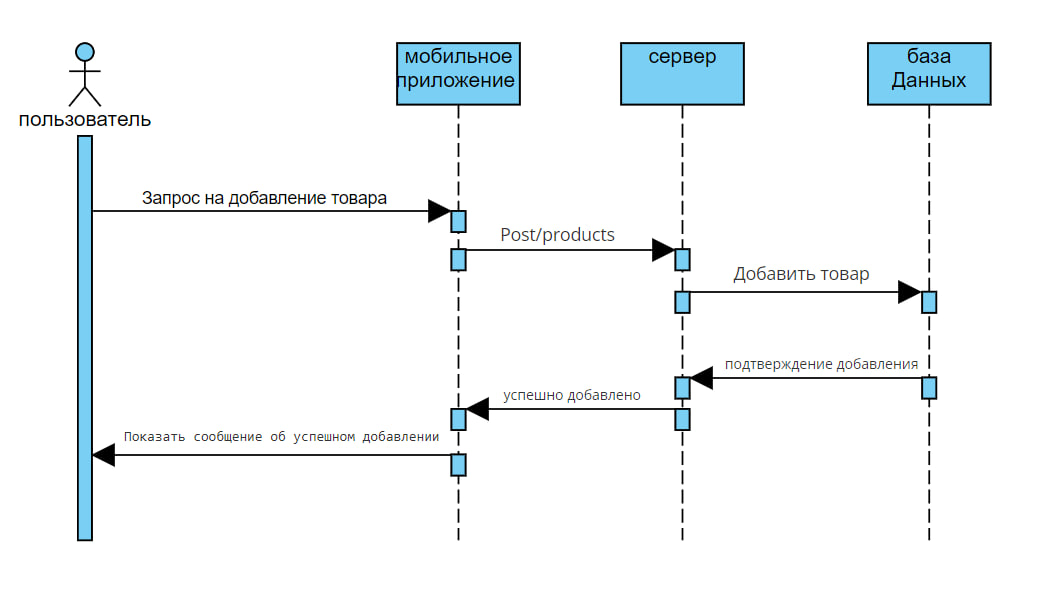 мобильное
приложение
сервер
база
Данных
пользователь
Запрос на добавление товара
Post/products
Добавить товар
подтверждение добавления
успешно добавлено
Показать сообщение об успешном добавлении